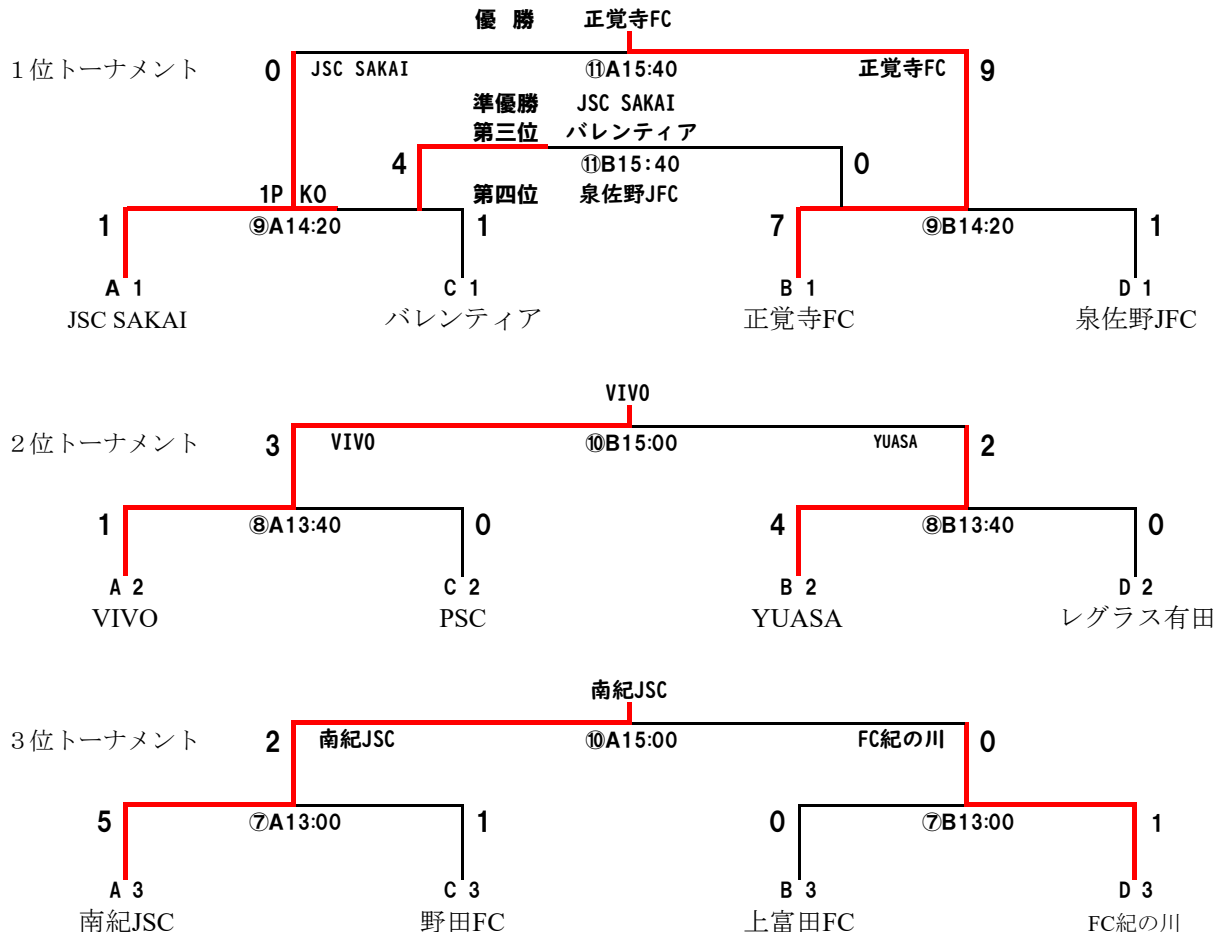 優 勝 正覚寺FC
1位トーナメント 0 JSC SAKAI ⑪A15:40 正覚寺FC 9
準優勝 JSC SAKAI
第三位 バレンティア
4 ⑪B15:40 0
1P K0 第四位 泉佐野JFC
1 ⑨A14:20 1 7 ⑨B14:20 1
A 1 C 1 B 1 D 1
JSC SAKAI バレンティア 正覚寺FC 泉佐野JFC
VIVO
2位トーナメント 3 VIVO ⑩B15:00 YUASA 2
1 ⑧A13:40 0 4 ⑧B13:40 0
A 2 C 2 B 2 D 2
VIVO PSC YUASA レグラス有田
南紀JSC
3位トーナメント 2 南紀JSC ⑩A15:00 FC紀の川 0
5 ⑦A13:00 1 0 ⑦B13:00 1
A 3 C 3 B 3 D 3
南紀JSC 野田FC 上富田FC FC紀の川